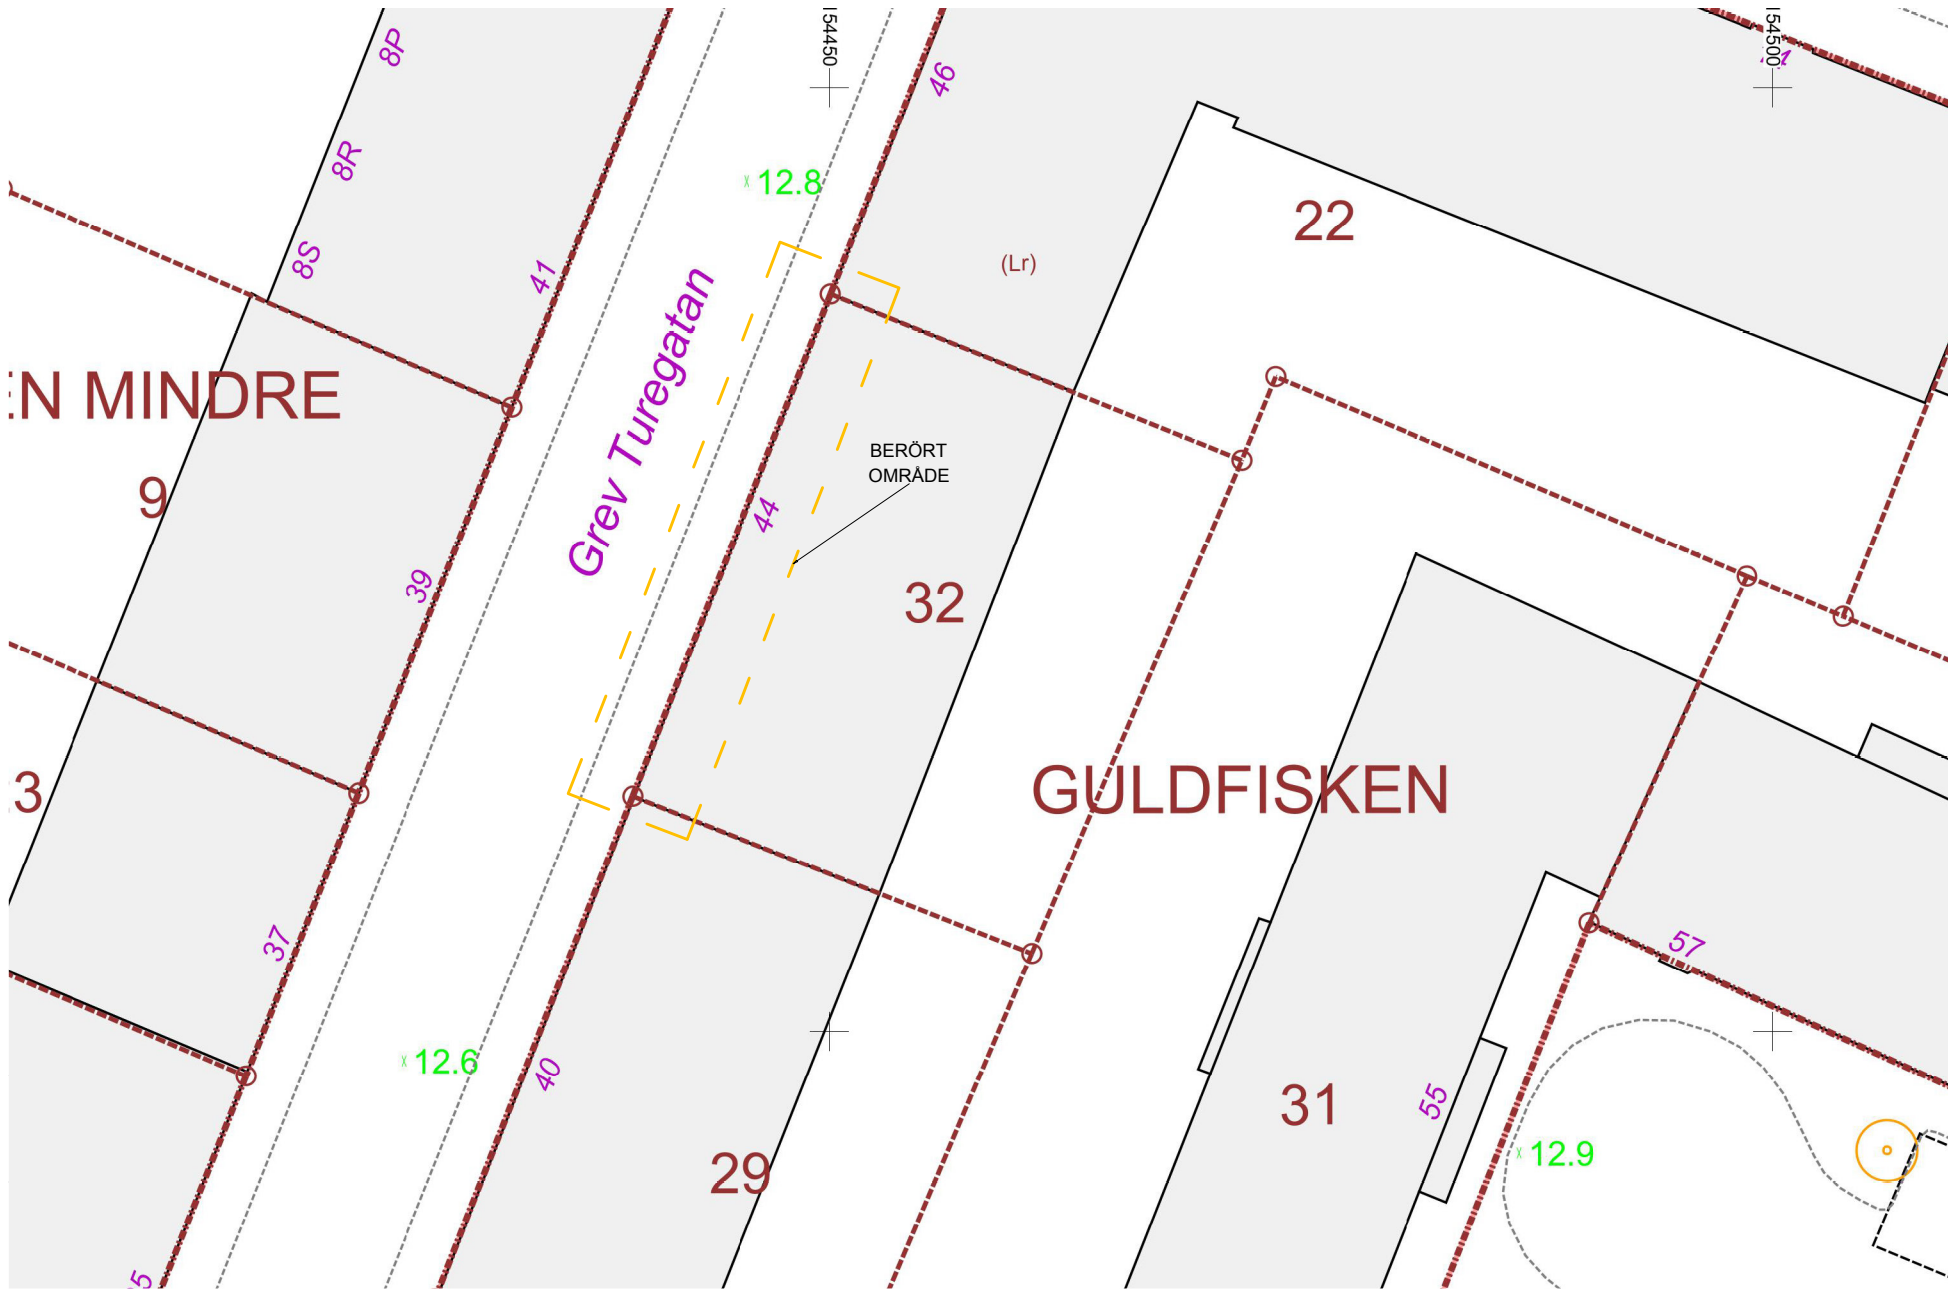 8P
154450
46
154500
8R
12.8
22
8S
41
(Lr)
Grev Turegatan
EN MINDRE
BERÖRT
OMRÅDE
9
44
39
32
3
GULDFISKEN
37
57
12.6
40
31
55
12.9
29